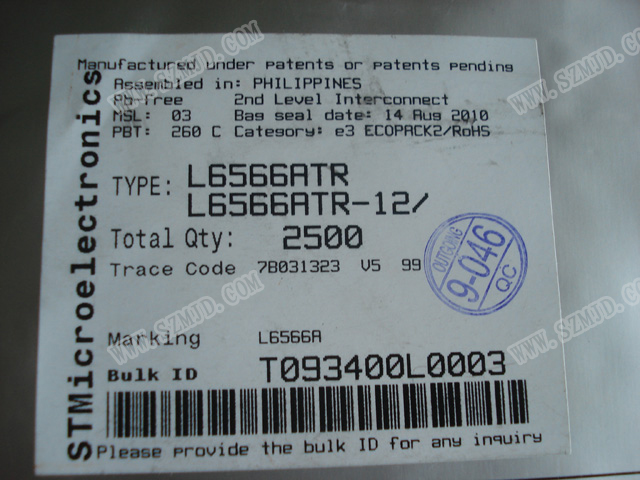 STMicroelectronics
Manufactured under patents or patents pending
Assembled in: PHILIPPINES
Pb-free 2nd Level Interconnect
MSL: 03 Bag seal date: 14 Aug 2010
PBT: 260 C Category: e3 ECOPACK2/RoHS
TYPE: L6566ATR
L6566ATR-12/
Total Qty: 2500
Trace Code 7B031323 V5 99
OUTGOING
9-046
QC
Marking L6566A
Bulk ID T093400L0003
Please provide the bulk ID for any inquiry
WWW.SZMJD.COM
WWW.SZMJD.COM
WWW.SZMJD.COM
WWW.SZMJD.COM